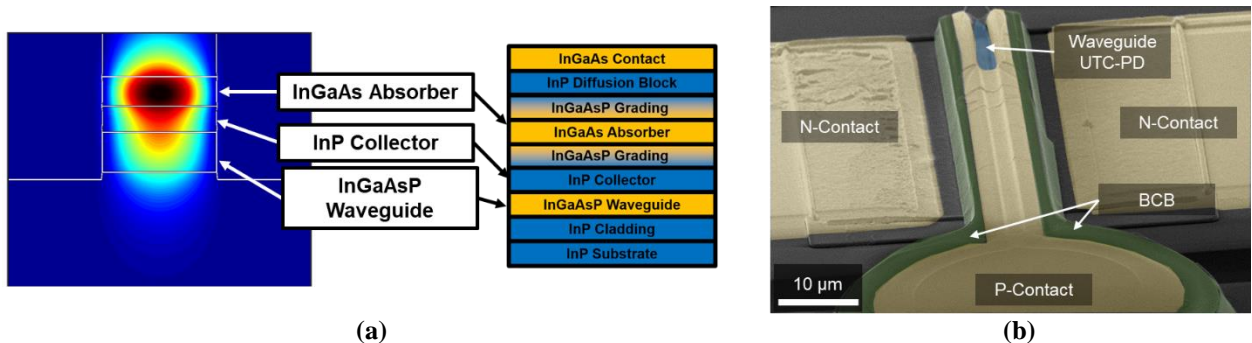 InGaAs Absorber
InP Collector
InGaAsP
Waveguide
InGaAs Contact
InP Diffusion Block
InGaAsP Grading
InGaAs Absorber
InGaAsP Grading
InP Collector
InGaAsP Waveguide
InP Cladding
InP Substrate
(a)
Waveguide
UTC-PD
N-Contact
N-Contact
BCB
10 µm
P-Contact
(b)